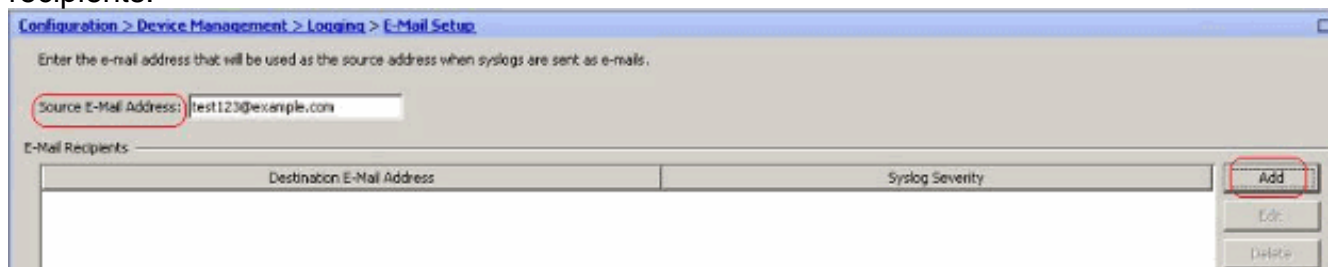 recipients.
Configuration > Device Management > Logging > E-Mail Setup
Enter the e-mail address that will be used as the source address when syslogs are sent as e-mails.
Source E-Mail Address: test123@example.com
E-Mail Recipients
Destination E-Mail Address Syslog Severity Add
Edit
Delete